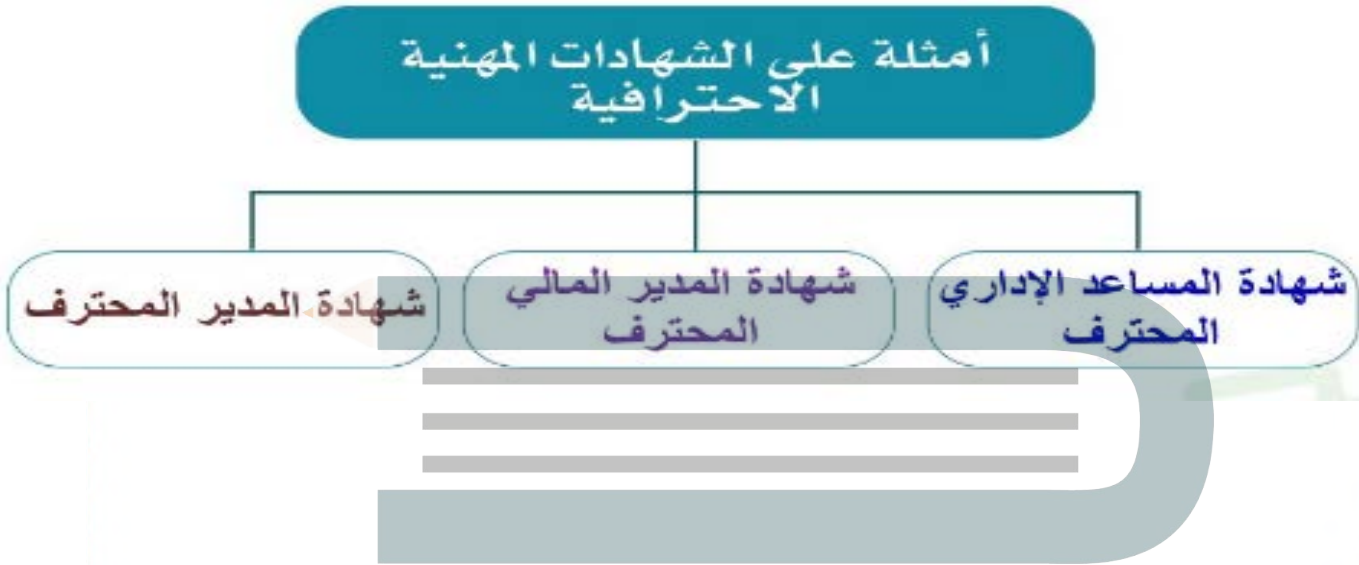 أمثلة على الشهادات المهنية
الاحترافية
شهادة المساعد الإداري
المحترف
شهادة المدير المالي
المحترف
شهادة المدير المحترف